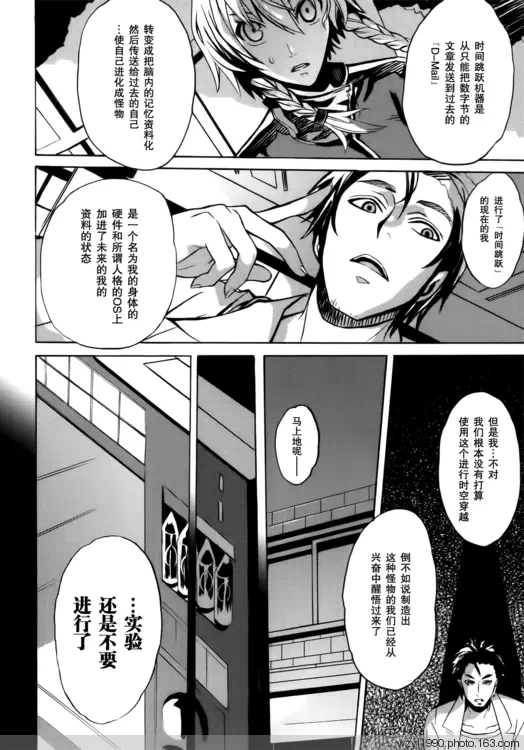 时间跳跃机器是
从只能把数字节的
文章发送到过去的
『D-Mail』
转变成把脑内的记忆资料化
然后传送给过去的自己
…使自己进化成怪物
进行了『时间跳跃』
的现在的我
是一个名为我的身体的
硬件和所谓人格的OS上
加进了未来的我的
资料的状态
但是我…不对
我们根本没有打算
使用这个进行时空穿越
倒不如说制造出
这种怪物的我们已经从
兴奋中醒悟过来了
马上地呢——
…实验
还是不要
进行了
zyl1990.photo.163.com